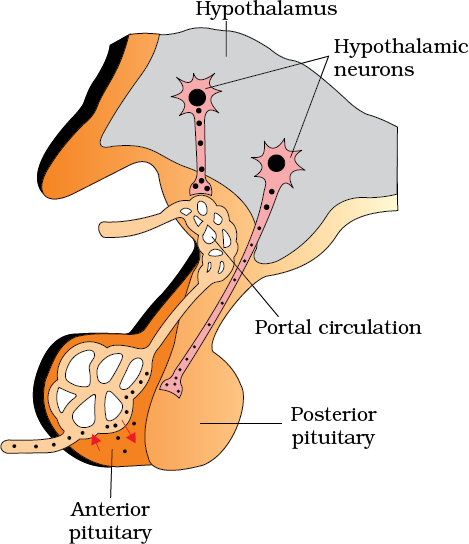 Hypothalamus
Hypothalamic
neurons
Portal circulation
Posterior
pituitary
Anterior
pituitary